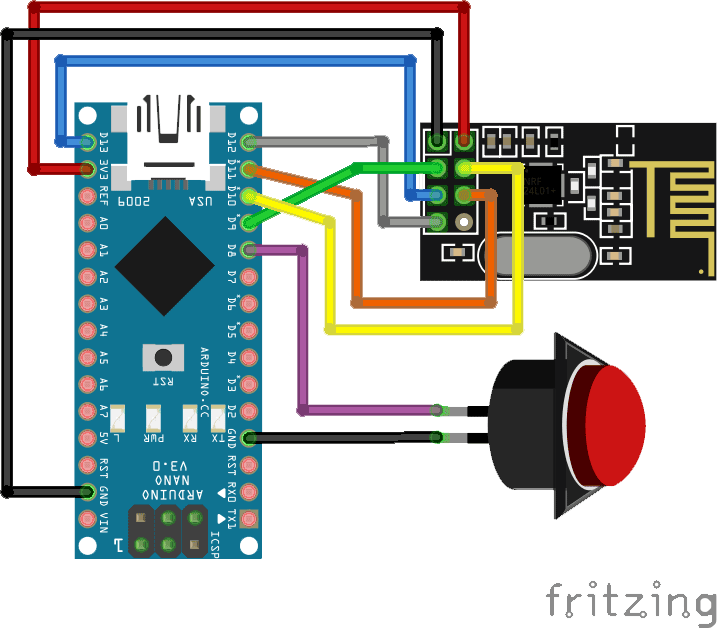 D13
3V3
REF
A0
A1
A2
A3
A4
A5
A6
A7
5V
RST
GND
VIN
D12
D11
D10
D9
D8
D7
D6
D5
D4
D3
D2
GND
RST
RX0
TX1
2009
USA
RST
ARDUINO.CC
L
PWR
RX
TX
V3.0
NANO
ARDUINO
1
ICSP
fritzing